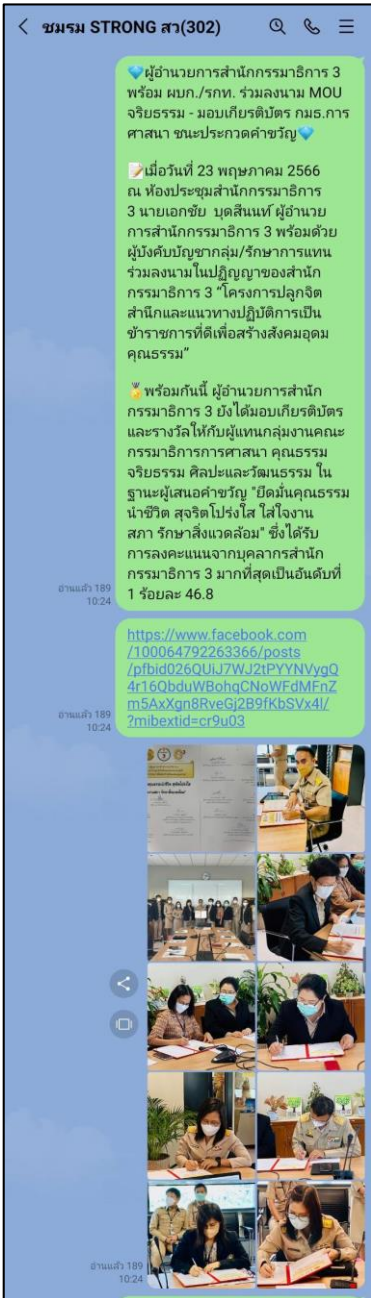 ชมรม STRONG สว(302)
💎ผู้อำนวยการสำนักกรรมาธิการ 3
พร้อม ผบก./รกท. ร่วมลงนาม MOU
จริยธรรม - มอบเกียรติบัตร กมธ.การ
ศาสนา ชนะประกวดคำขวัญ💎
📝เมื่อวันที่ 23 พฤษภาคม 2566
ณ ห้องประชุมสำนักกรรมาธิการ
3 นายเอกชัย บุดสีนนท์ ผู้อำนวย
การสำนักกรรมาธิการ 3 พร้อมด้วย
ผู้บังคับบัญชากลุ่ม/รักษาการแทน
ร่วมลงนามในปฏิญญาของสำนัก
กรรมาธิการ 3 “โครงการปลูกจิต
สำนึกและแนวทางปฏิบัติการเป็น
ข้าราชการที่ดีเพื่อสร้างสังคมอุดม
คุณธรรม”
🏅พร้อมกันนี้ ผู้อำนวยการสำนัก
กรรมาธิการ 3 ยังได้มอบเกียรติบัตร
และรางวัลให้กับผู้แทนกลุ่มงานคณะ
กรรมาธิการการศาสนา คุณธรรม
จริยธรรม ศิลปะและวัฒนธรรม ใน
ฐานะผู้เสนอคำขวัญ "ยึดมั่นคุณธรรม
นำชีวิต สุจริตโปร่งใส ใส่ใจงาน
สภา รักษาสิ่งแวดล้อม" ซึ่งได้รับ
การลงคะแนนจากบุคลากรสำนัก
กรรมาธิการ 3 มากที่สุดเป็นอันดับที่
1 ร้อยละ 46.8
อ่านแล้ว 189
10:24
https://www.facebook.com
/100064792263366/posts
/pfbid026QUiJ7WJ2tPYYNVygQ
4r16QbduWBohqCNoWFdMFnZ
m5AxXgn8RveGj2B9fKbSVx4l/
?mibextid=cr9u03
อ่านแล้ว 189
10:24
อ่านแล้ว 189
10:24